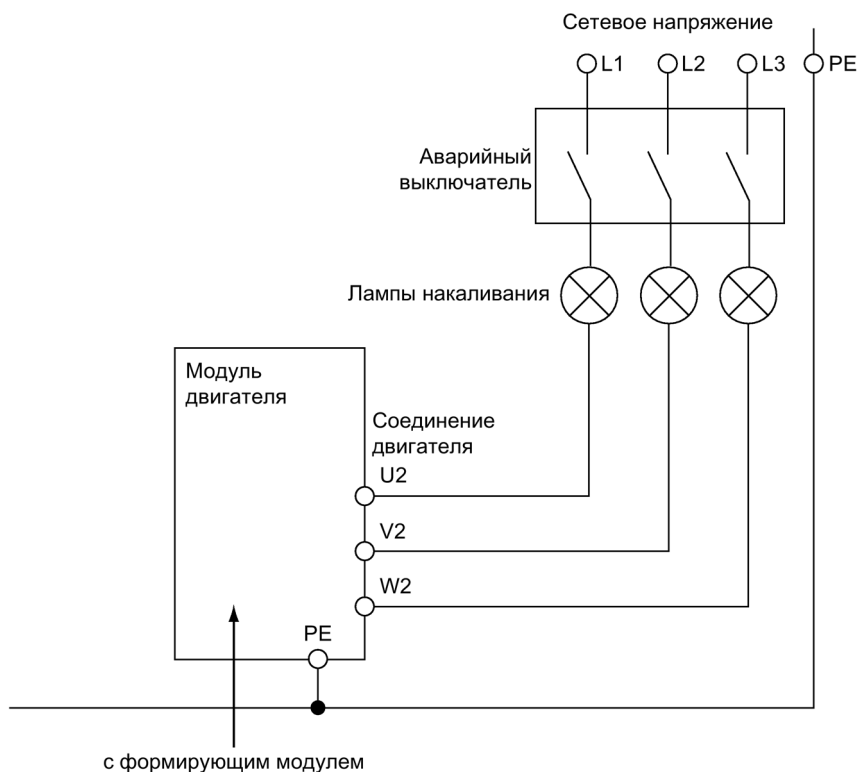 Сетевое напряжение
L1
L2
L3
PE
Аварийный
выключатель
Лампы накаливания
Модуль
двигателя
Соединение
двигателя
U2
V2
W2
PE
с формирующим модулем